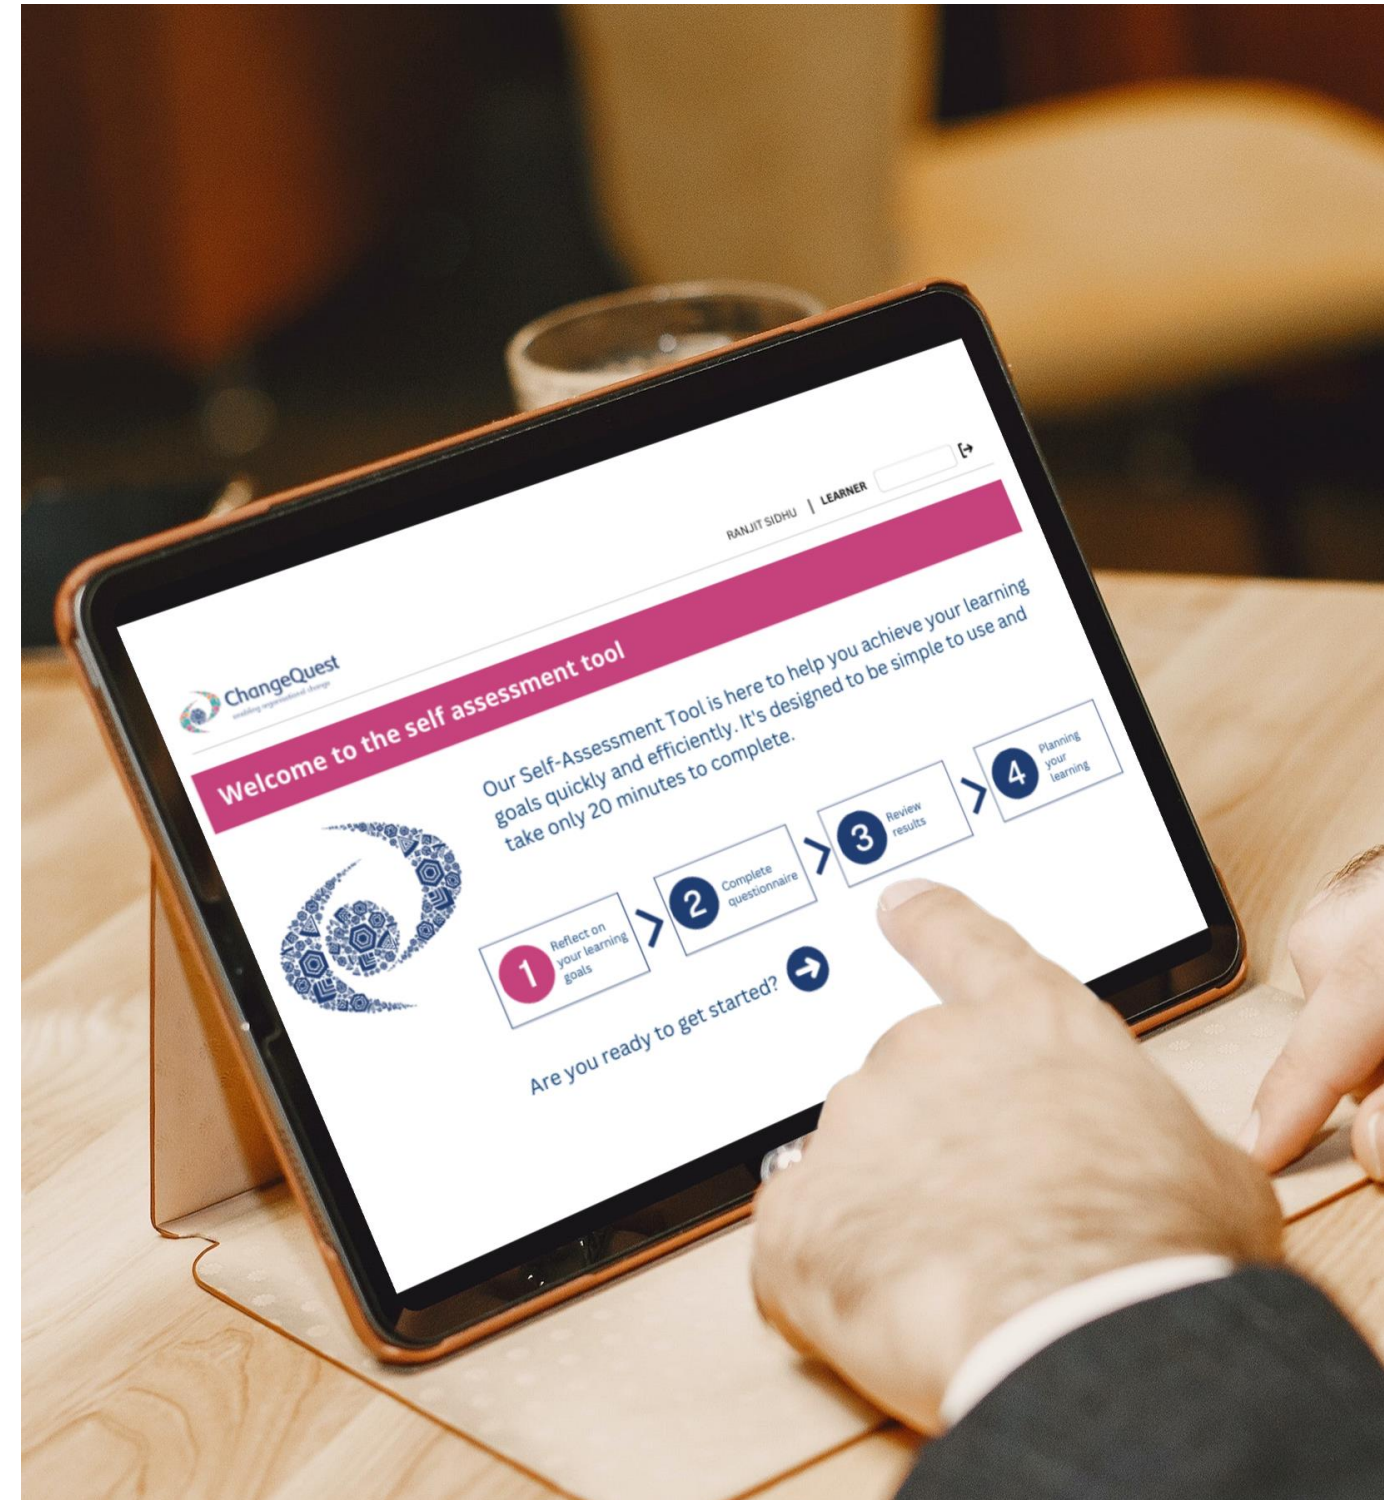 RANJIT SIDHU | LEARNER
ChangeQuest
enabling organisational change
Welcome to the self assessment tool
Our Self-Assessment Tool is here to help you achieve your learning
goals quickly and efficiently. It's designed to be simple to use and
take only 20 minutes to complete.
1
Reflect on
your learning
goals
2
Complete
questionnaire
3
Review
results
4
Planning
your
learning
Are you ready to get started?